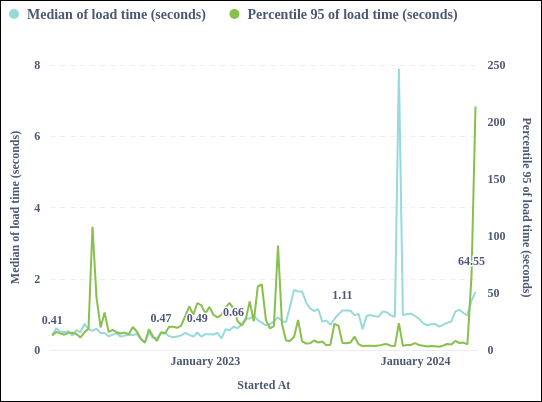 Median of load time (seconds) Percentile 95 of load time (seconds)
8 250
200
6
150
4
100
2 64.55
50
1.11
0.41 0.47 0.49 0.66
0 0
January 2023 January 2024
Started At
Median of load time (seconds)
Percentile 95 of load time (seconds)